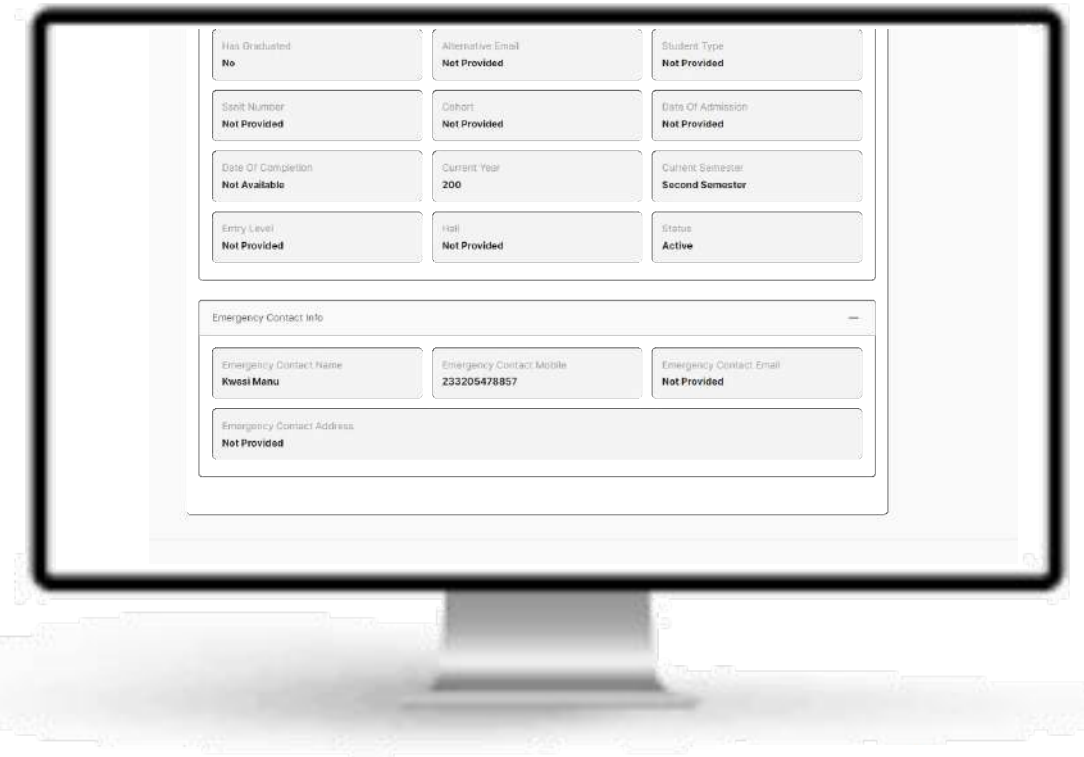 Has Graduated
No
Alternative Email
Not Provided
Student Type
Not Provided
Ssnit Number
Not Provided
Cohort
Not Provided
Date Of Admission
Not Provided
Date Of Completion
Not Available
Current Year
200
Current Semester
Second Semester
Entry Level
Not Provided
Hall
Not Provided
Status
Active
Emergency Contact Info
Emergency Contact Name
Kwasi Manu
Emergency Contact Mobile
233205478857
Emergency Contact Email
Not Provided
Emergency Contact Address
Not Provided